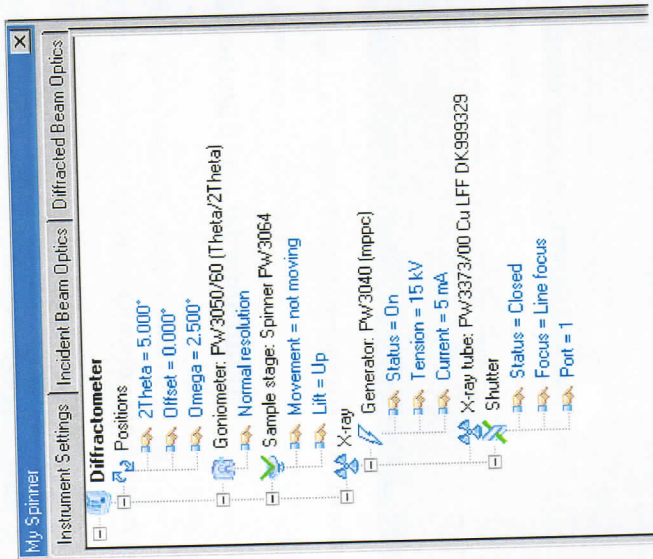 My Spinner
Instrument Settings
Incident Beam Optics
Diffracted Beam Optics
Diffractometer
Positions
2Theta = 5.000°
Offset = 0.000°
Omega = 2.500°
Goniometer: PW3050/60 (Theta/2Theta)
Normal resolution
Sample stage: Spinner PW3064
Movement = not moving
Lift = Up
X-ray
Generator: PW3040 (mppc)
Status = On
Tension = 15 kV
Current = 5 mA
X-ray tube: PW3373/00 Cu LFF DK999329
Shutter
Status = Closed
Focus = Line focus
Port = 1